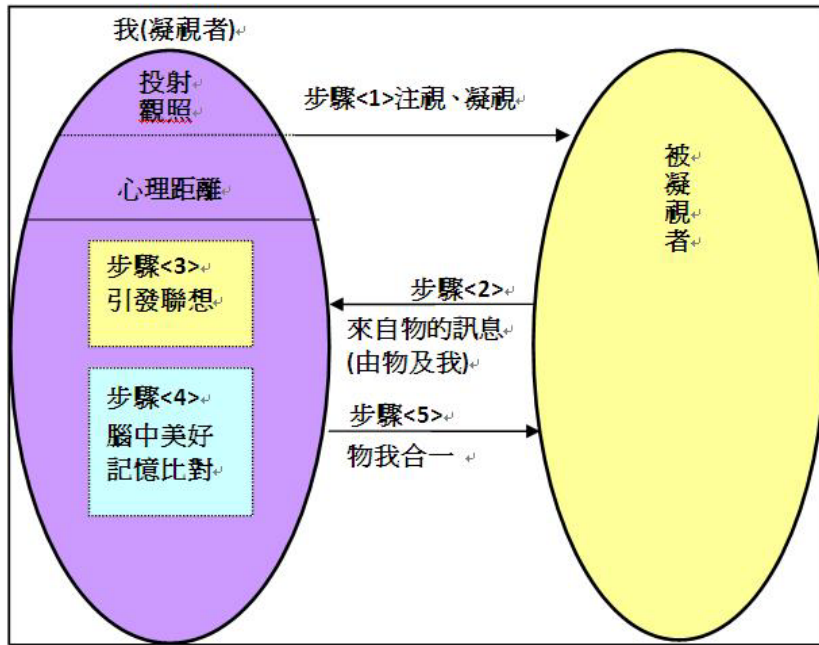 我(凝視者)
投射
觀照
步驟<1>注視、凝視
心理距離
被
凝
視
者
步驟<3>
引發聯想
步驟<2>
來自物的訊息
(由物及我)
步驟<4>
腦中美好
記憶比對
步驟<5>
物我合一